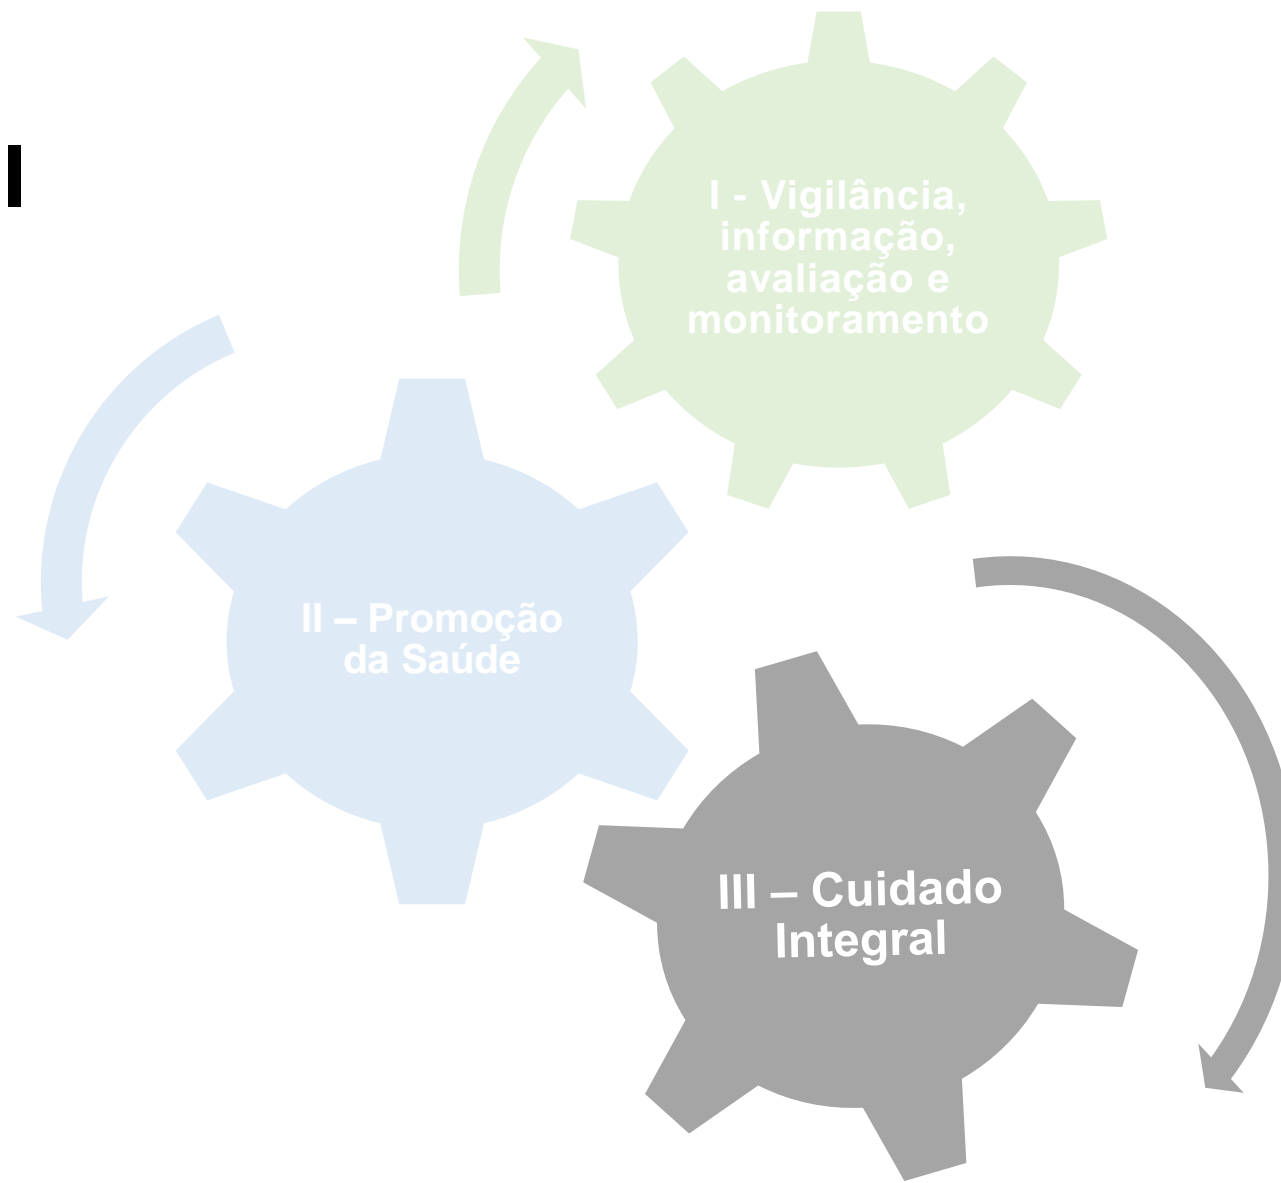 I - Vigilância,
informação,
avaliação e
monitoramento
II – Promoção
da Saúde
III – Cuidado
Integral